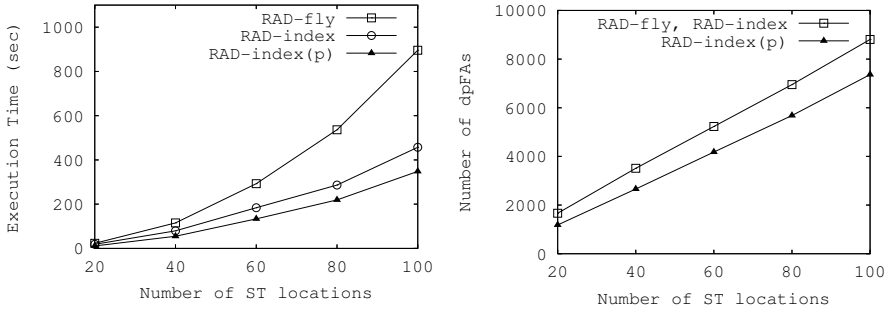 Execution Time (sec)
1000
800
600
400
200
0
RAD-fly
RAD-index
RAD-index(p)
20 40 60 80 100
Number of ST locations
Number of dpFAs
10000
8000
6000
4000
2000
0
RAD-fly, RAD-index
RAD-index(p)
20 40 60 80 100
Number of ST locations